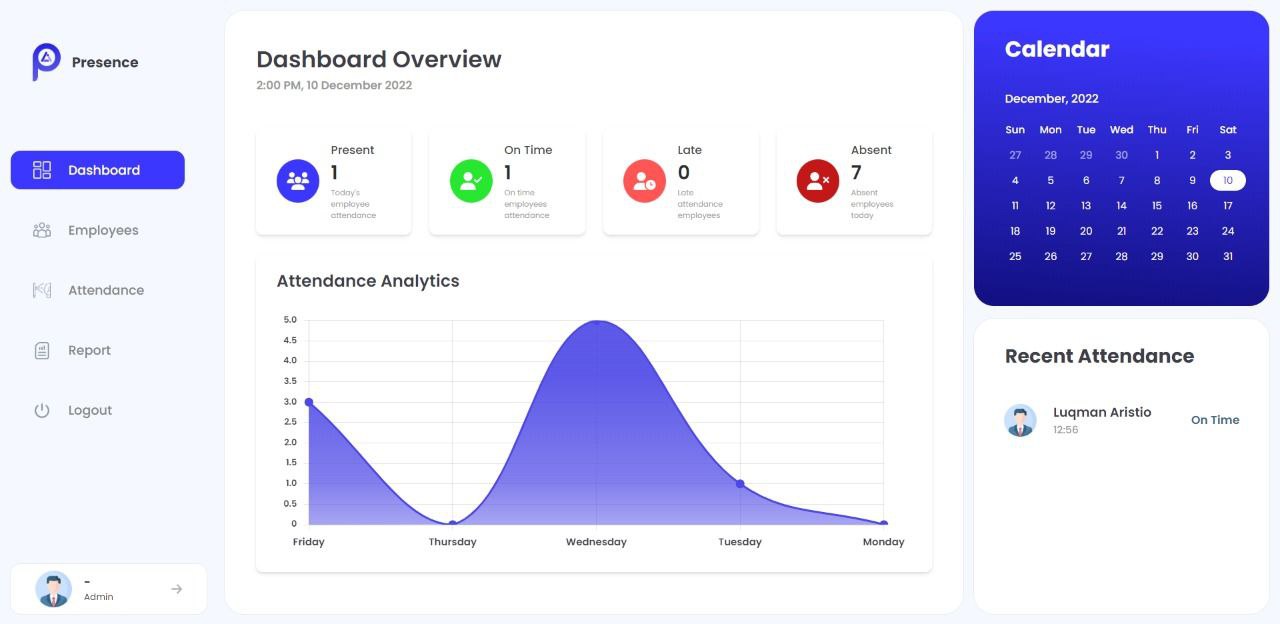 Presence
Dashboard
Employees
Attendance
Report
Logout
-
Admin
Dashboard Overview
2:00 PM, 10 December 2022
Present
1
Today's
employee
attendance
On Time
1
On time
employees
attendance
Late
0
Late
attendance
employees
Absent
7
Absent
employees
today
Attendance Analytics
5.0
4.5
4.0
3.5
3.0
2.5
2.0
1.5
1.0
0.5
0
Friday Thursday Wednesday Tuesday Monday
Calendar
December, 2022
Sun Mon Tue Wed Thu Fri Sat
27 28 29 30 1 2 3
4 5 6 7 8 9 10
11 12 13 14 15 16 17
18 19 20 21 22 23 24
25 26 27 28 29 30 31
Recent Attendance
Luqman Aristio
12:56
On Time